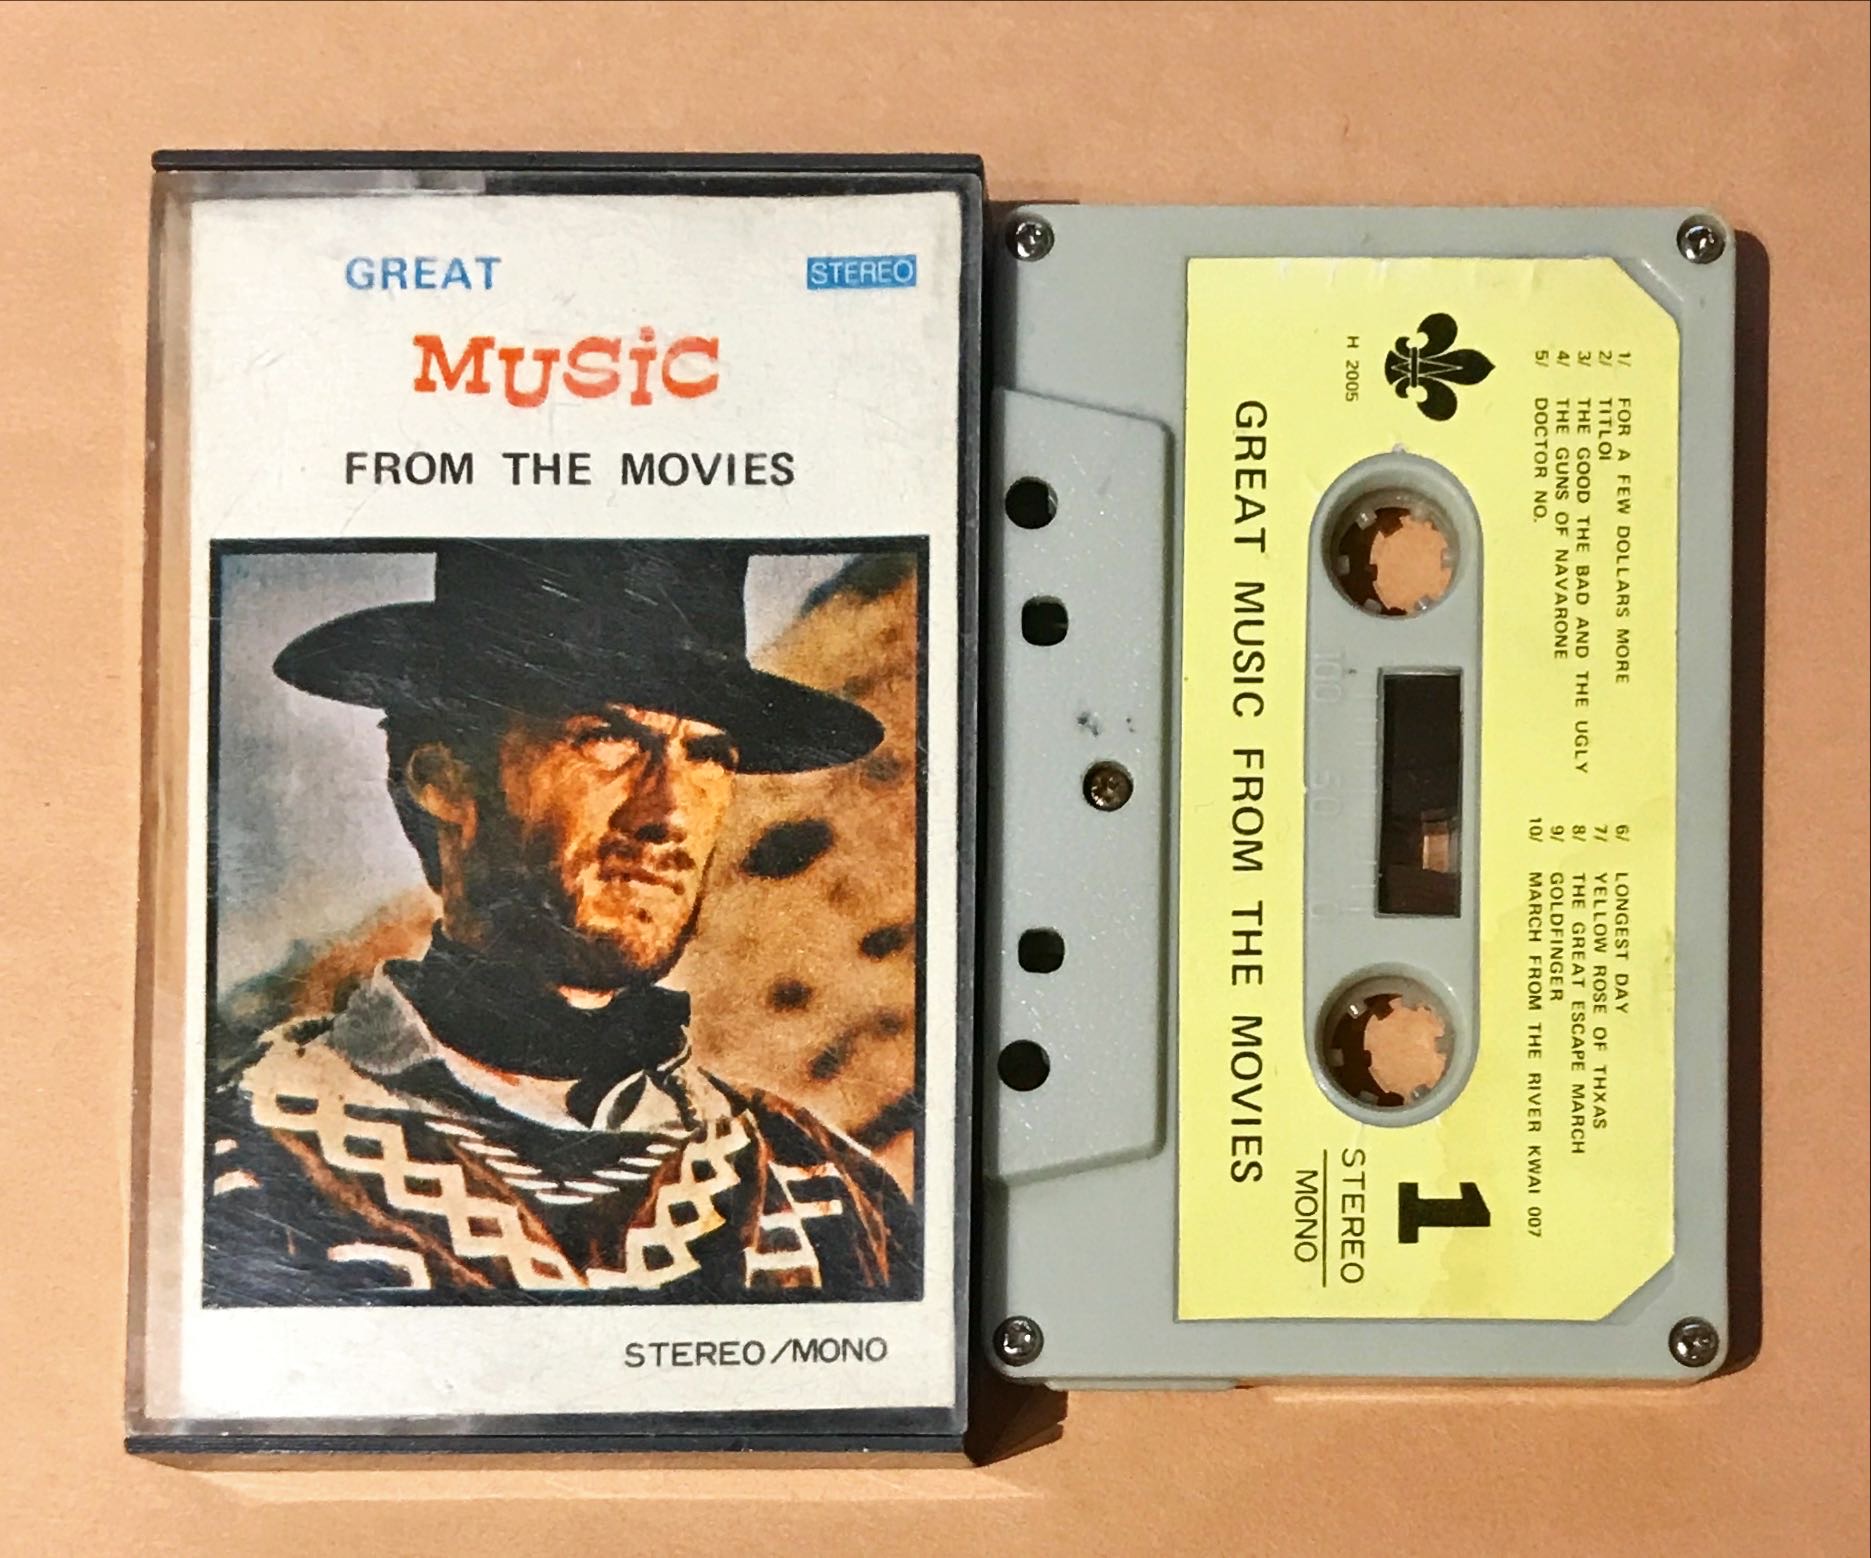 GREAT
STEREO
MUSiC
FROM THE MOVIES
STEREO/MONO
H 2005
1/ FOR A FEW DOLLARS MORE
2/ TITLOI
3/ THE GOOD THE BAD AND THE UGLY
4/ THE GUNS OF NAVARONE
5/ DOCTOR NO.
6/ LONGEST DAY
7/ YELLOW ROSE OF THXAS
8/ THE GREAT ESCAPE MARCH
9/ GOLDFINGER
10/ MARCH FROM THE RIVER KWAI 007
1
STEREO
MONO
100 50 0
GREAT MUSIC FROM THE MOVIES